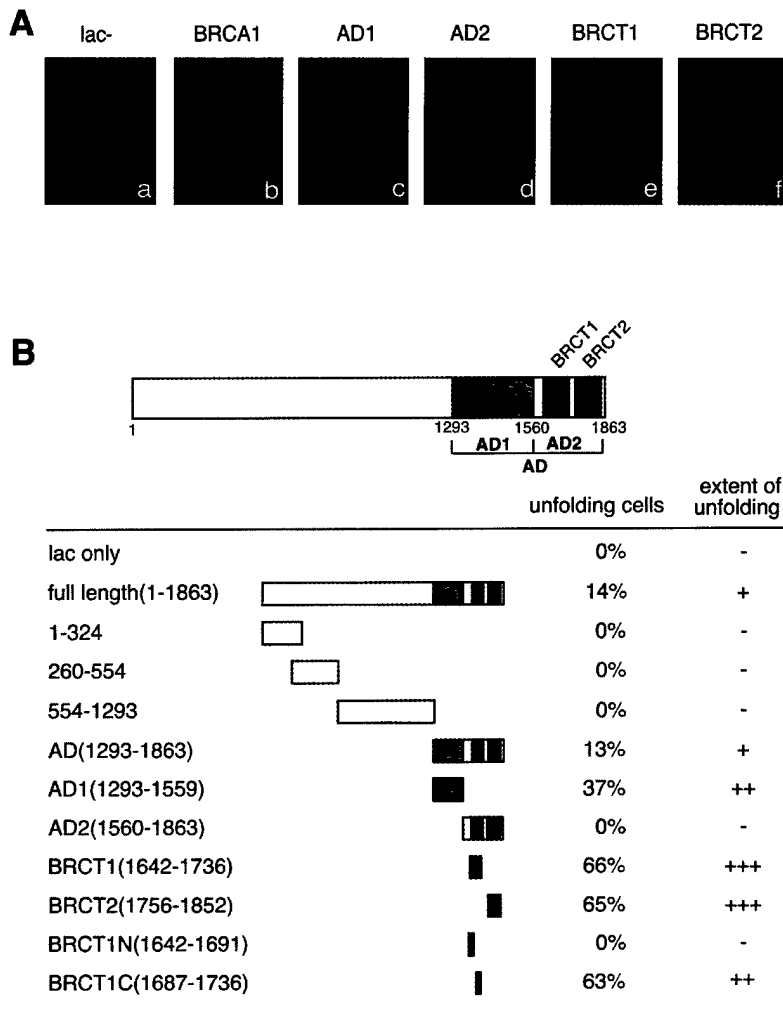 A
lac- BRCA1 AD1 AD2 BRCT1 BRCT2
a b c d e f
B
BRCT1 BRCT2
1 1293 1560 1863
AD1 AD2
AD
unfolding cells extent of unfolding
lac only 0% -
full length(1-1863) 14% +
1-324 0% -
260-554 0% -
554-1293 0% -
AD(1293-1863) 13% +
AD1(1293-1559) 37% ++
AD2(1560-1863) 0% -
BRCT1(1642-1736) 66% +++
BRCT2(1756-1852) 65% +++
BRCT1N(1642-1691) 0% -
BRCT1C(1687-1736) 63% ++